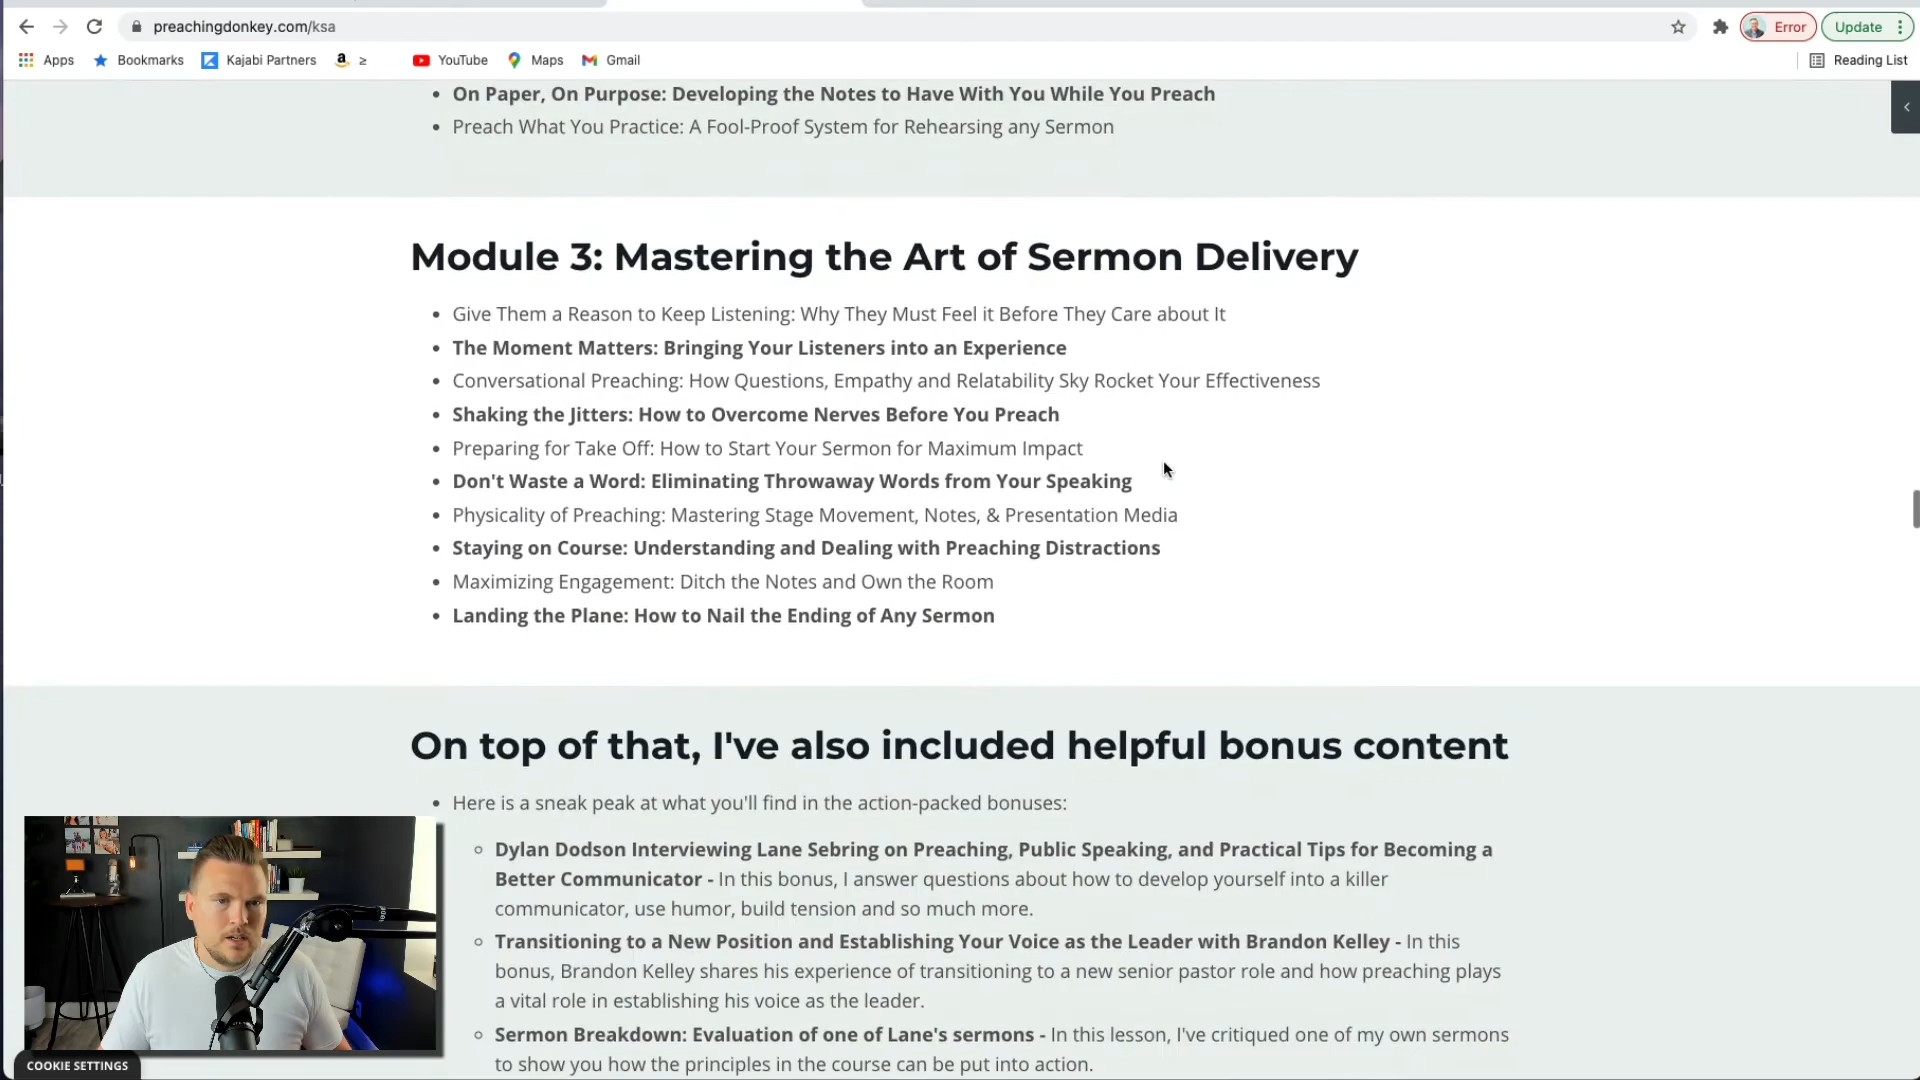 preachingdonkey.com/ksa
Error
Update
Apps
Bookmarks
Kajabi Partners
≥
YouTube
Maps
Gmail
Reading List
• On Paper, On Purpose: Developing the Notes to Have With You While You Preach
• Preach What You Practice: A Fool-Proof System for Rehearsing any Sermon
Module 3: Mastering the Art of Sermon Delivery
• Give Them a Reason to Keep Listening: Why They Must Feel it Before They Care about It
• The Moment Matters: Bringing Your Listeners into an Experience
• Conversational Preaching: How Questions, Empathy and Relatability Sky Rocket Your Effectiveness
• Shaking the Jitters: How to Overcome Nerves Before You Preach
• Preparing for Take Off: How to Start Your Sermon for Maximum Impact
• Don't Waste a Word: Eliminating Throwaway Words from Your Speaking
• Physicality of Preaching: Mastering Stage Movement, Notes, & Presentation Media
• Staying on Course: Understanding and Dealing with Preaching Distractions
• Maximizing Engagement: Ditch the Notes and Own the Room
• Landing the Plane: How to Nail the Ending of Any Sermon
On top of that, I've also included helpful bonus content
• Here is a sneak peak at what you'll find in the action-packed bonuses:
◦ Dylan Dodson Interviewing Lane Sebring on Preaching, Public Speaking, and Practical Tips for Becoming a
Better Communicator - In this bonus, I answer questions about how to develop yourself into a killer
communicator, use humor, build tension and so much more.
◦ Transitioning to a New Position and Establishing Your Voice as the Leader with Brandon Kelley - In this
bonus, Brandon Kelley shares his experience of transitioning to a new senior pastor role and how preaching plays
a vital role in establishing his voice as the leader.
◦ Sermon Breakdown: Evaluation of one of Lane's sermons - In this lesson, I've critiqued one of my own sermons
to show you how the principles in the course can be put into action.
COOKIE SETTINGS